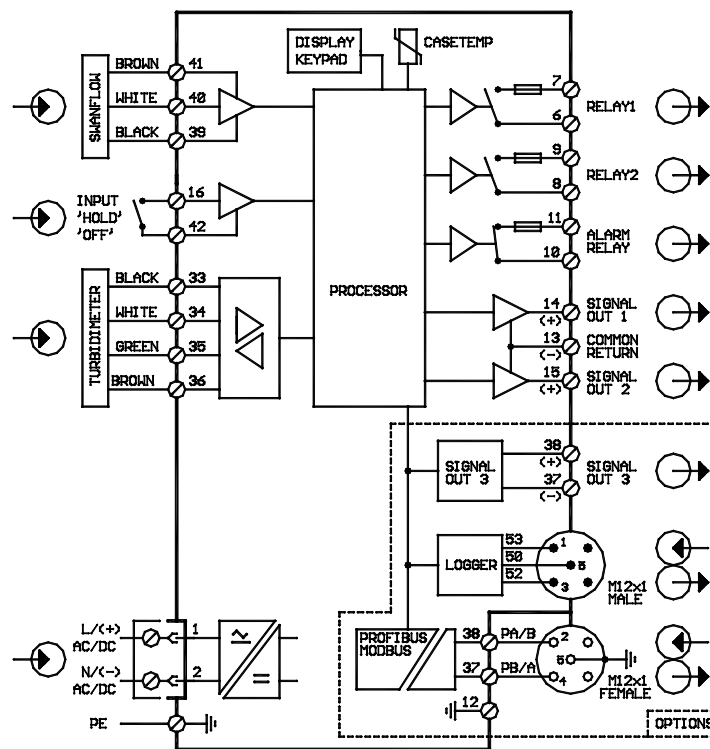 DISPLAY
KEYPAD
CASETEMP
SWANFLOW
BROWN 41
WHITE 40
BLACK 39
7
6
RELAY1
9
8
RELAY2
INPUT
'HOLD'
'OFF'
16
42
11
10
ALARM
RELAY
TURBIDIMETER
BLACK 33
WHITE 34
GREEN 35
BROWN 36
PROCESSOR
14
(+)
SIGNAL
OUT 1
13
(-)
COMMON
RETURN
15
(+)
SIGNAL
OUT 2
SIGNAL
OUT 3
38
(+)
37
(-)
SIGNAL
OUT 3
LOGGER
53
50
52
1
5
3
M12x1
MALE
L/(+)
AC/DC
1
N/(-)
AC/DC
2
PE
PROFIBUS
MODBUS
38 PA/B
37 PB/A
12
2
5
4
M12x1
FEMALE
OPTIONS